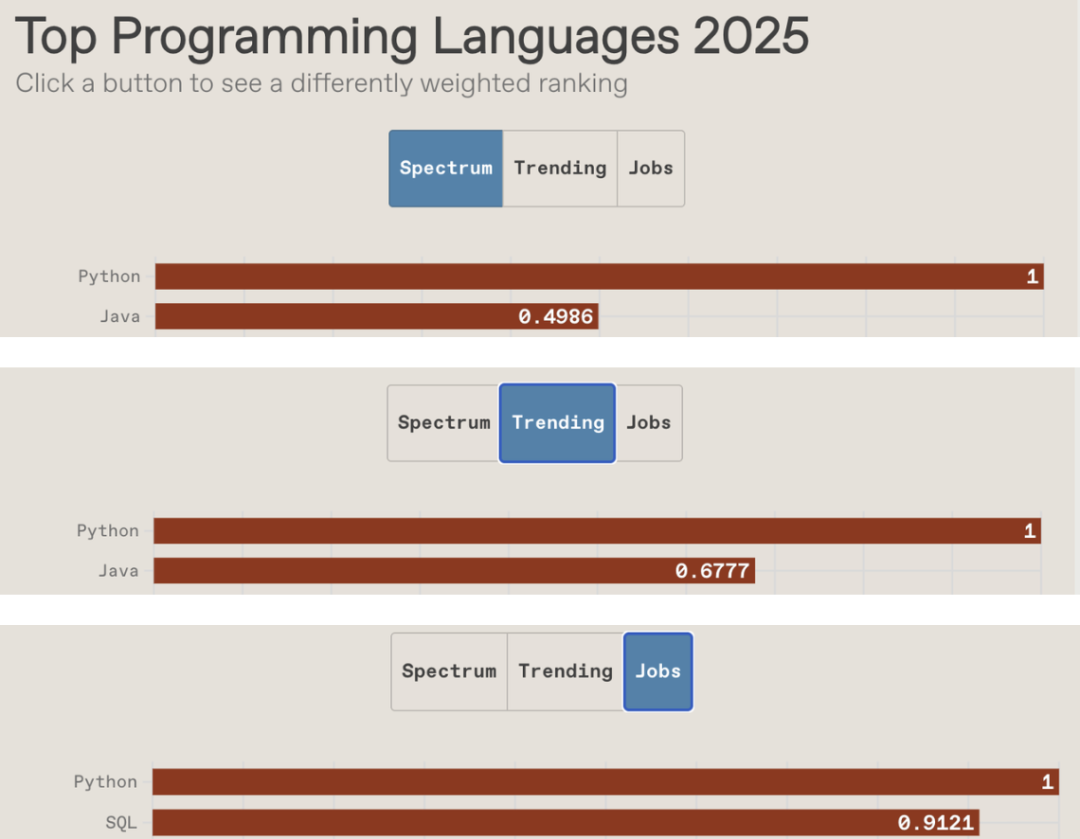 Top Programming Languages 2025
Click a button to see a differently weighted ranking
Spectrum Trending Jobs
Python 1
Java 0.4986
Spectrum Trending Jobs
Python 1
Java 0.6777
Spectrum Trending Jobs
Python 1
SQL 0.9121